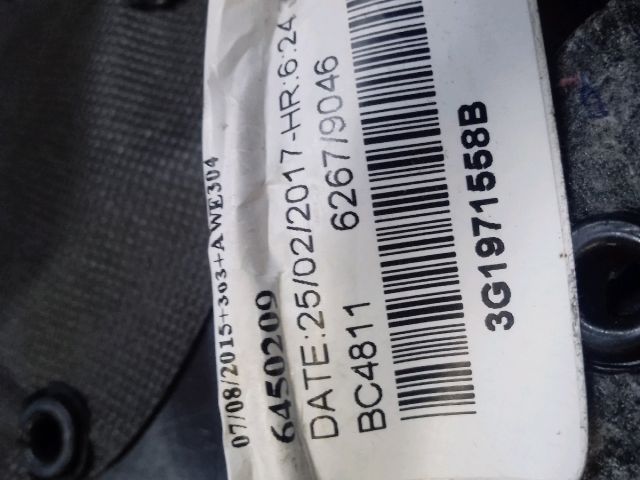 07/08/2015+303+AWE304
6450209
DATE:25/02/2017-HR:6:24
BC4811 6267/9046
3G1971558B